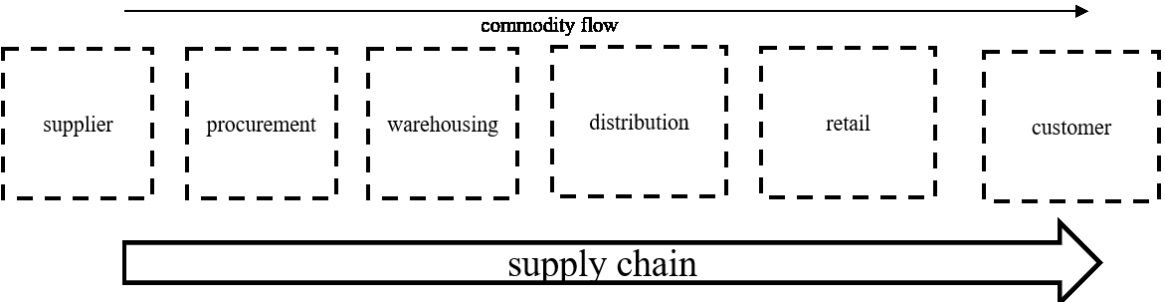 commodity flow
supplier
procurement
warehousing
distribution
retail
customer
supply chain